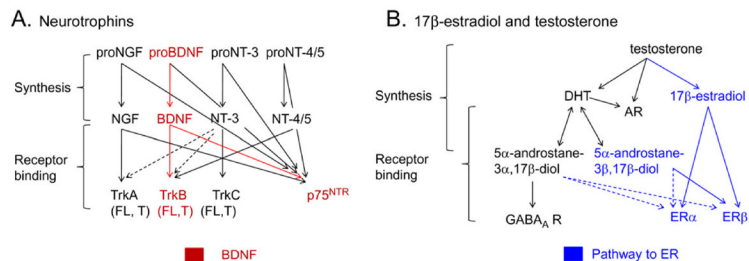 A. Neurotrophins
proNGF proBDNF proNT-3 proNT-4/5
Synthesis
NGF BDNF NT-3 NT-4/5
Receptor
binding
TrkA TrkB TrkC p75NTR
(FL, T) (FL,T) (FL, T)
BDNF
B. 17β-estradiol and testosterone
testosterone
Synthesis
DHT AR 17β-estradiol
Receptor
binding
5α-androstane- 5α-androstane-
3α,17β-diol 3β,17β-diol
GABAA R ERα ERβ
Pathway to ER